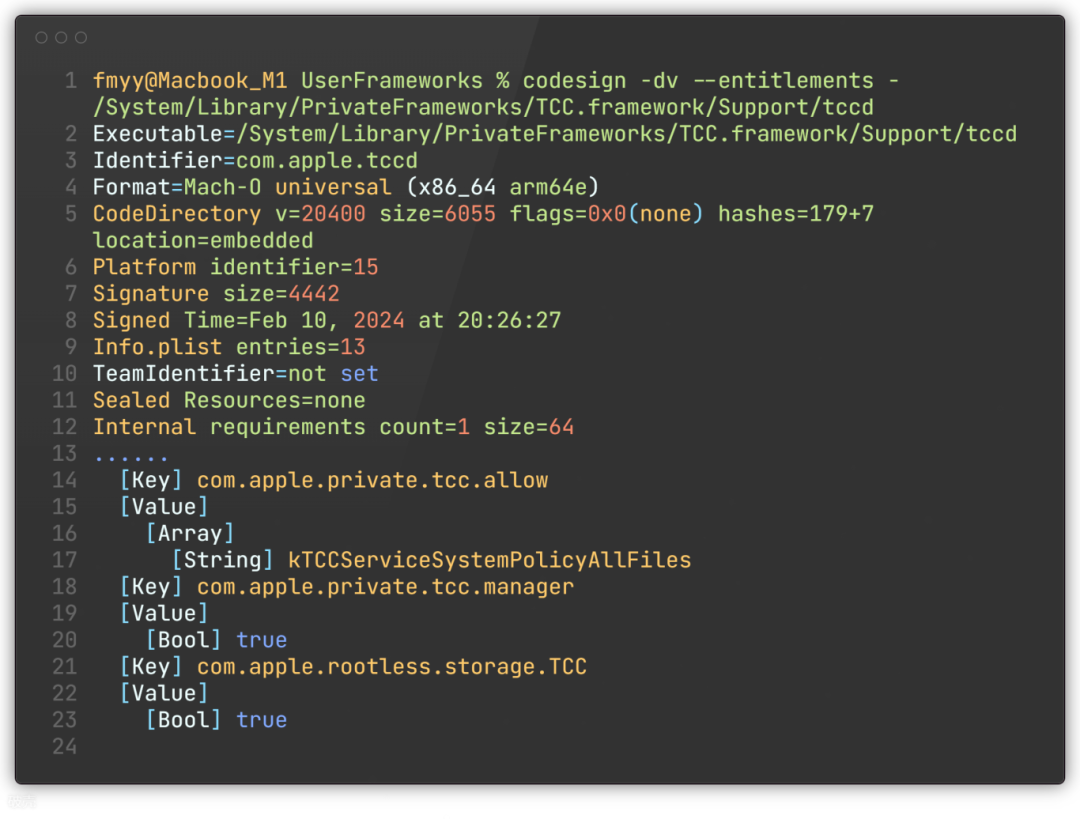 1 fmyy@Macbook_M1 UserFrameworks % codesign -dv --entitlements -
/System/Library/PrivateFrameworks/TCC.framework/Support/tccd
2 Executable=/System/Library/PrivateFrameworks/TCC.framework/Support/tccd
3 Identifier=com.apple.tccd
4 Format=Mach-O universal (x86_64 arm64e)
5 CodeDirectory v=20400 size=6055 flags=0x0(none) hashes=179+7
location=embedded
6 Platform identifier=15
7 Signature size=4442
8 Signed Time=Feb 10, 2024 at 20:26:27
9 Info.plist entries=13
10 TeamIdentifier=not set
11 Sealed Resources=none
12 Internal requirements count=1 size=64
13 ......
14 [Key] com.apple.private.tcc.allow
15 [Value]
16 [Array]
17 [String] kTCCServiceSystemPolicyAllFiles
18 [Key] com.apple.private.tcc.manager
19 [Value]
20 [Bool] true
21 [Key] com.apple.rootless.storage.TCC
22 [Value]
23 [Bool] true
24